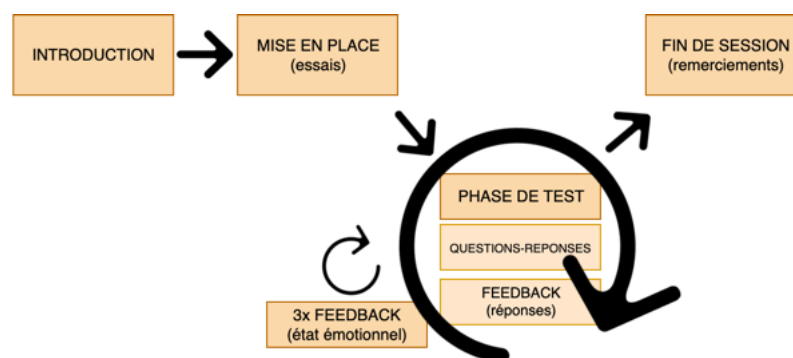 INTRODUCTION
MISE EN PLACE
(essais)
FIN DE SESSION
(remerciements)
PHASE DE TEST
QUESTIONS-REPONSES
FEEDBACK
(réponses)
3x FEEDBACK
(état émotionnel)